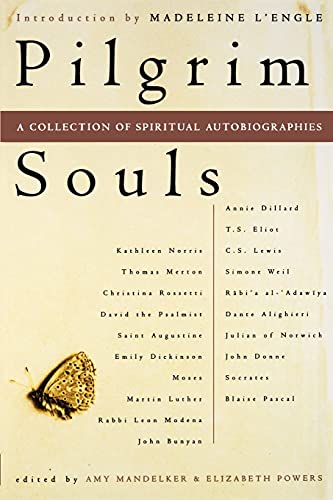 Introduction by MADELEINE L'ENGLE
Pilgrim
A COLLECTION OF SPIRITUAL AUTOBIOGRAPHIES
Souls
Annie Dillard
T.S. Eliot
Kathleen Norris
C.S. Lewis
Thomas Merton
Simone Weil
Christina Rossetti
Râbi'a al-'Adawîya
David the Psalmist
Dante Alighieri
Saint Augustine
Julian of Norwich
Emily Dickinson
John Donne
Moses
Socrates
Martin Luther
Blaise Pascal
Rabbi Leon Modena
John Bunyan
edited by AMY MANDELKER & ELIZABETH POWERS